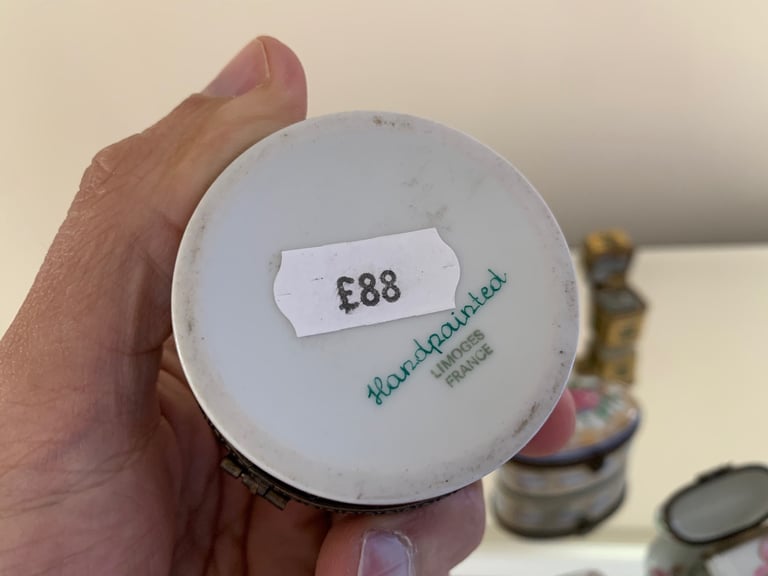 £88
Handpainted
LIMOGES
FRANCE